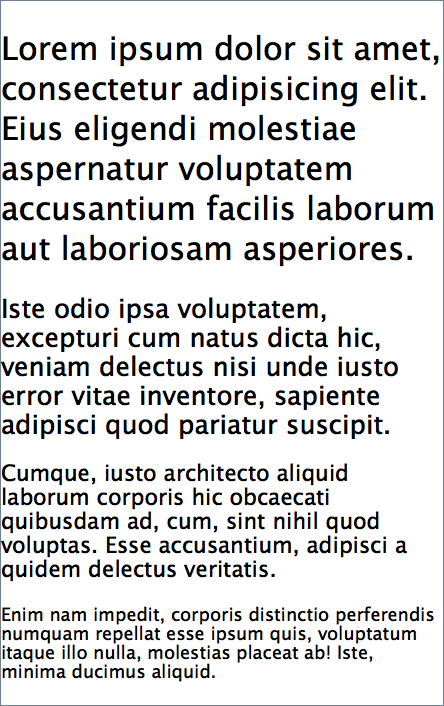 Lorem ipsum dolor sit amet,
consectetur adipisicing elit.
Eius eligendi molestiae
aspernatur voluptatem
accusantium facilis laborum
aut laboriosam asperiores.
Iste odio ipsa voluptatem,
excepturi cum natus dicta hic,
veniam delectus nisi unde iusto
error vitae inventore, sapiente
adipisci quod pariatur suscipit.
Cumque, iusto architecto aliquid
laborum corporis hic obcaecati
quibusdam ad, cum, sint nihil quod
voluptas. Esse accusantium, adipisci a
quidem delectus veritatis.
Enim nam impedit, corporis distinctio perferendis
numquam repellat esse ipsum quis, voluptatum
itaque illo nulla, molestias placeat ab! Iste,
minima ducimus aliquid.